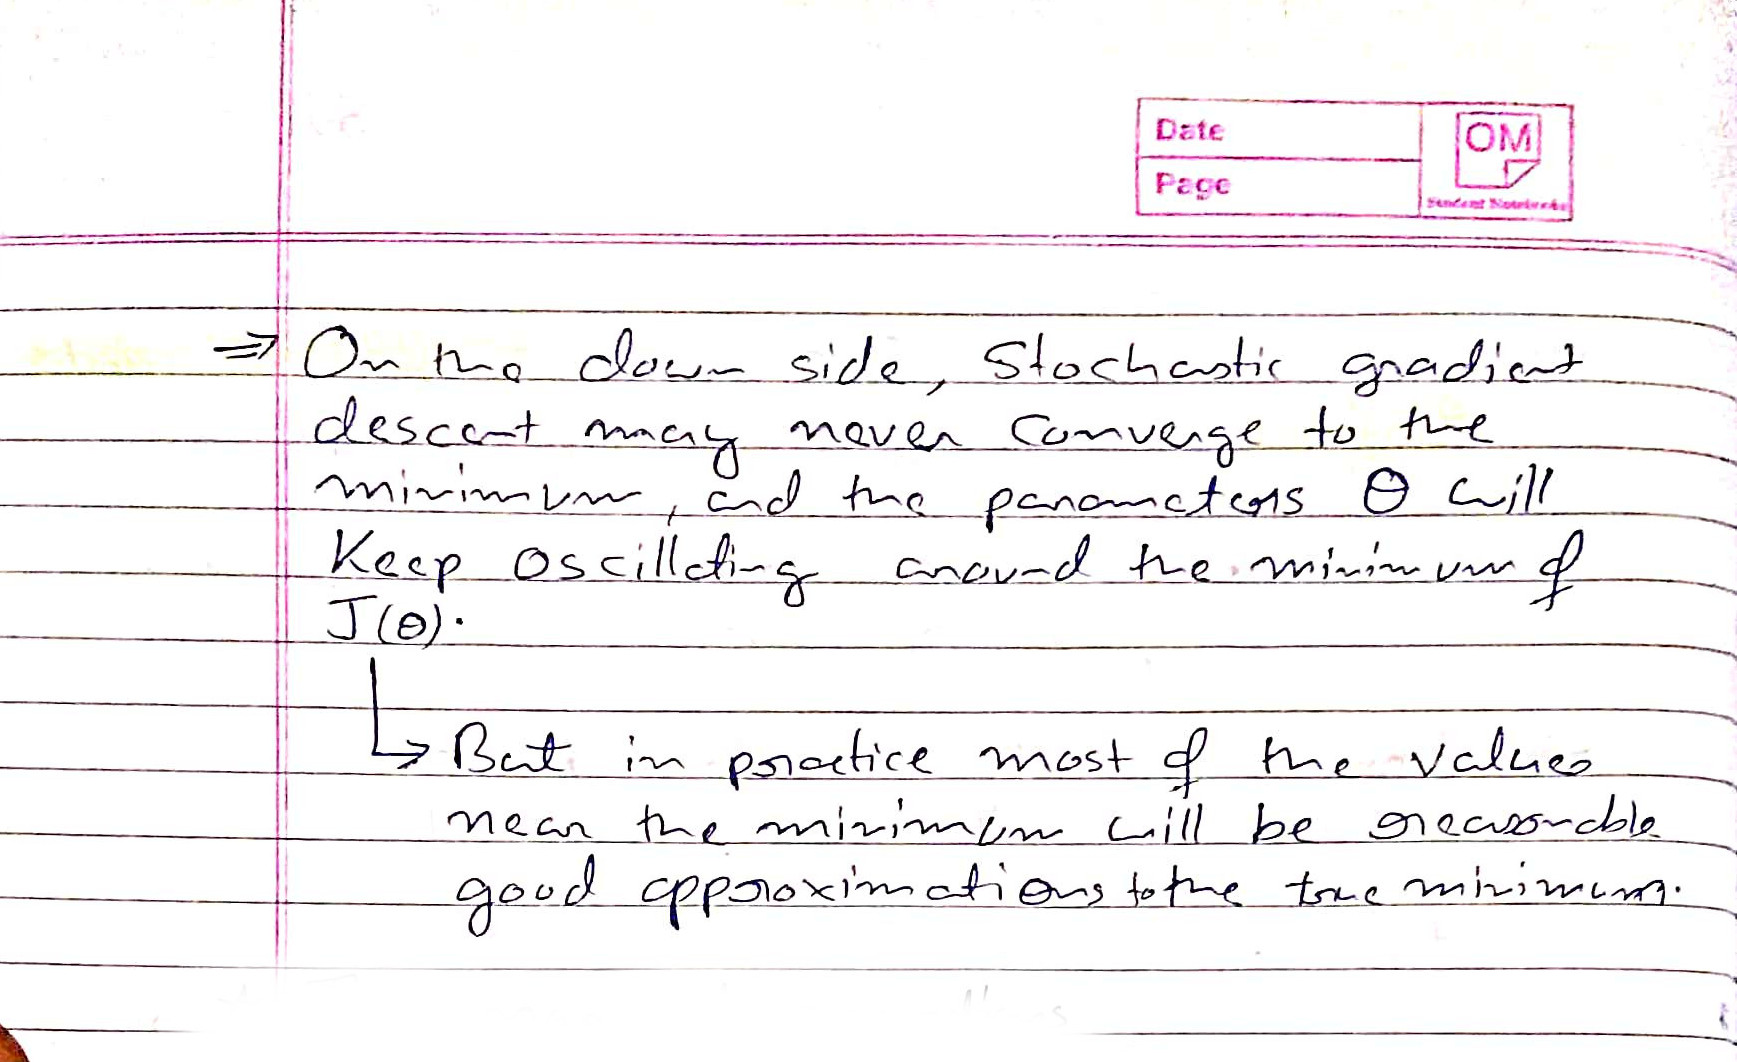 Date
OM
Page
Student Notebooks
⇒ On the down side, Stochastic gradient
descent may never converge to the
minimum, and the parameters θ will
Keep oscillating around the minimum of
J(θ).
↳ But in practice most of the values
near the minimum will be reasonable
good approximations to the true minimum.